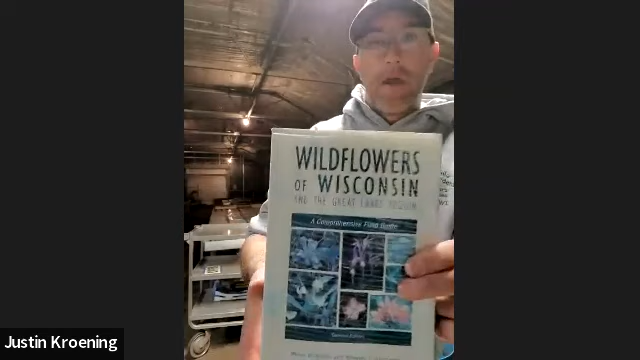 WILDFLOWERS
OF WISCONSIN
AND THE GREAT LAKES REGION
A Comprehensive Field Guide
Justin Kroening